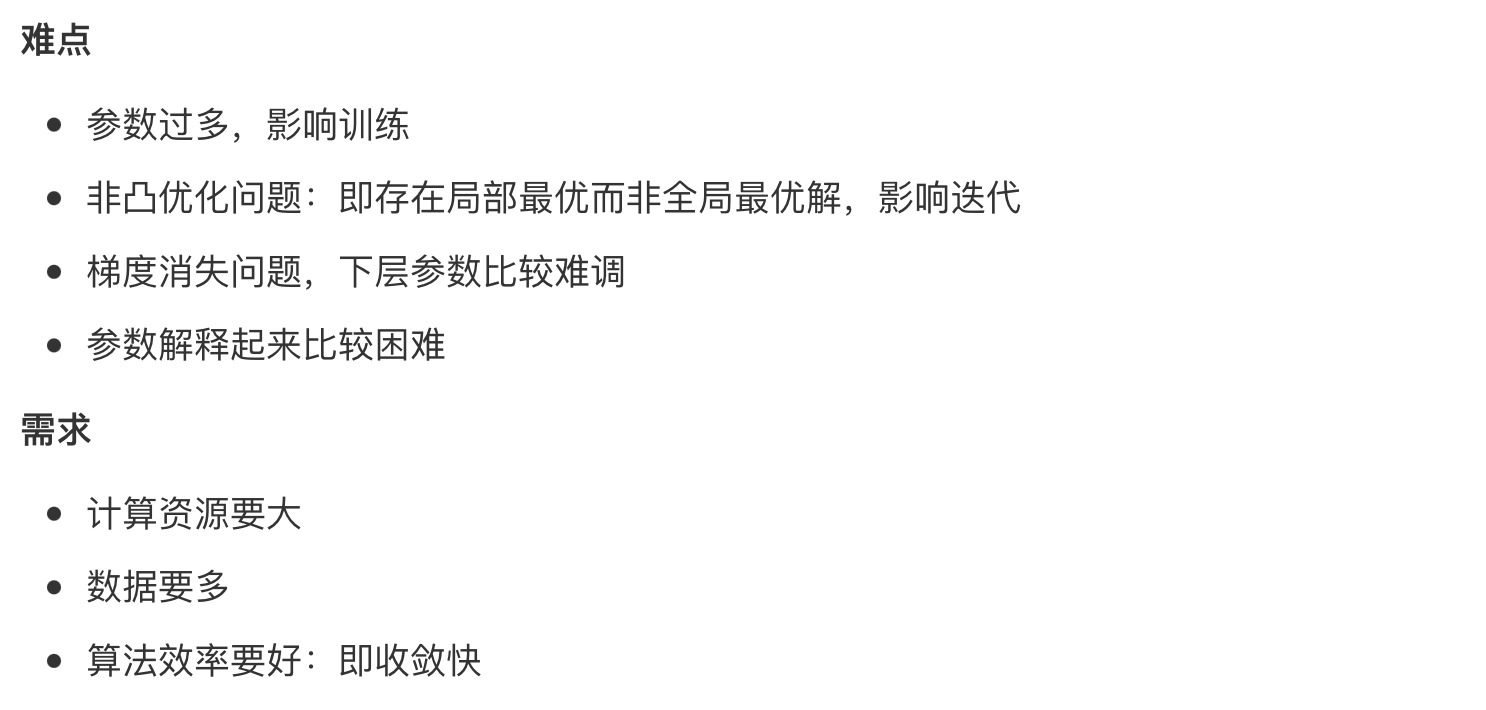 难点
参数过多，影响训练
非凸优化问题：即存在局部最优而非全局最优解，影响迭代
梯度消失问题，下层参数比较难调
参数解释起来比较困难
需求
计算资源要大
数据要多
算法效率要好：即收敛快